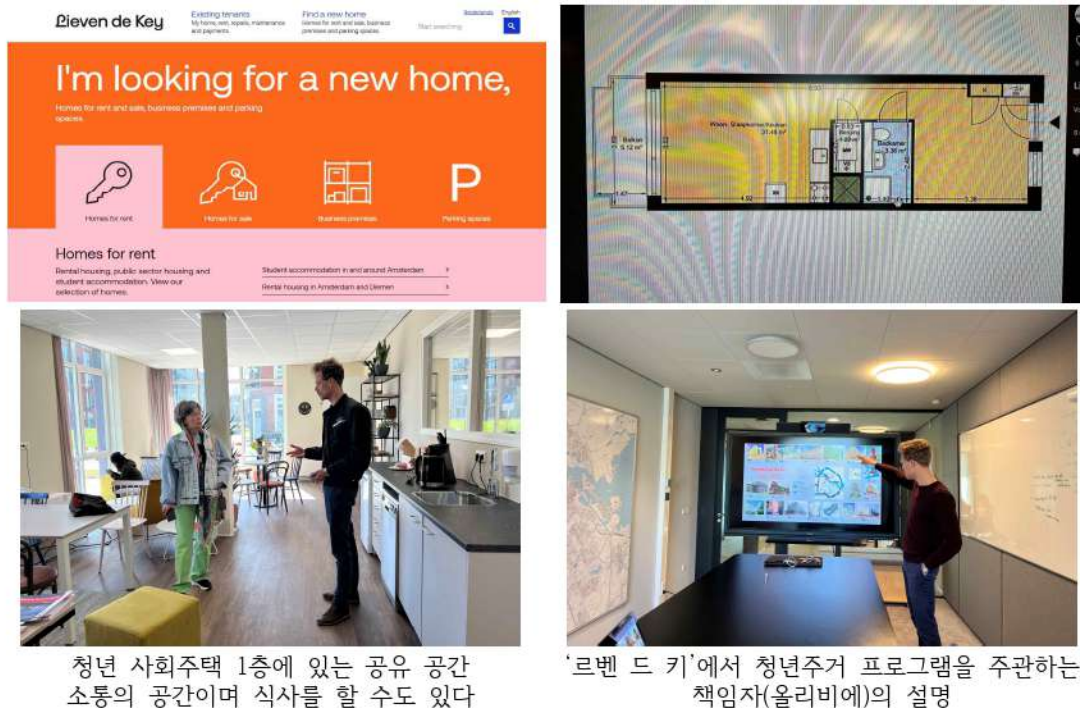 Lieven de Key
Existing tenants
My home, rent, repairs, maintenance
and payments.
Find a new home
Homes for rent and sale, business
premises and parking spaces.
Nederlands English
Start searching
I'm looking for a new home,
Homes for rent and sale, business premises and parking
spaces.
Homes for rent
Homes for sale
Business premises
P
Parking spaces
Homes for rent
Rental housing, public sector housing and
student accommodation. View our
selection of homes.
Student accommodation in and around Amsterdam
Rental housing in Amsterdam and Diemen
Balkon
5.12 m²
Badkamer
3.36 m²
청년 사회주택 1층에 있는 공유 공간
소통의 공간이며 식사를 할 수도 있다
‘르벤 드 키’에서 청년주거 프로그램을 주관하는
책임자(올리비에)의 설명